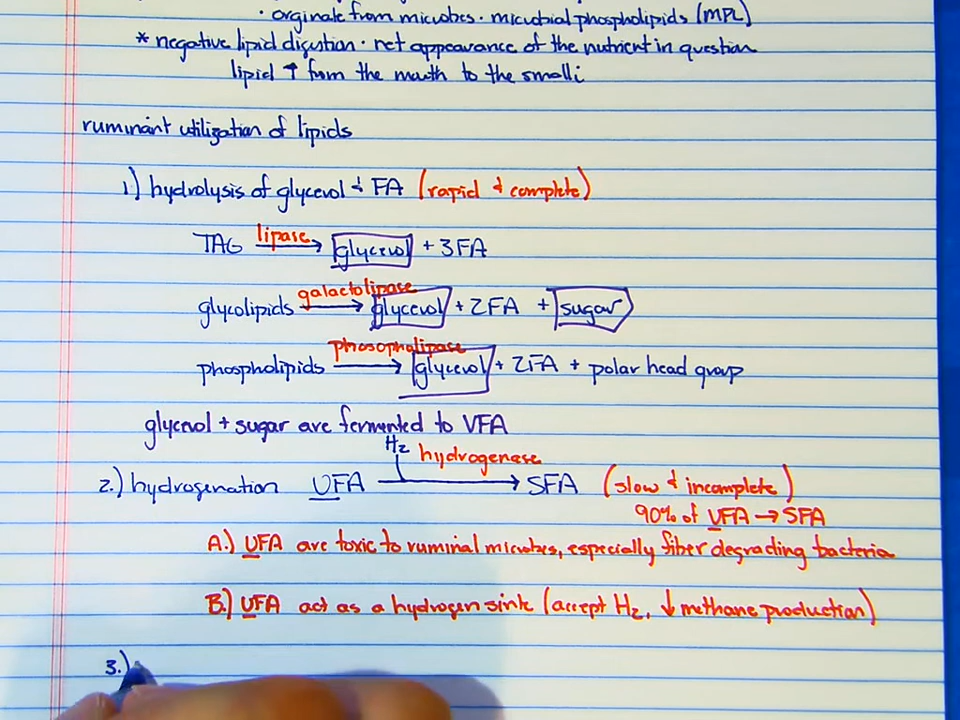 · orginate from microbes · microbial phospholipids (MPL)
* negative lipid digustion · net appearance of the nutrient in question
lipid ↑ from the mouth to the small i
ruminant utilization of lipids
1.) hydrolysis of glycerol & FA (rapid & complete)
TAG lipase → glycerol + 3FA
glycolipids galactolipase → glycerol + 2FA + sugar
phospholipids phosopholipase → glycerol + 2FA + polar head group
glycerol + sugar are fermented to VFA
2.) hydrogenation UFA H₂ hydrogenase → SFA (slow & incomplete)
90% of UFA → SFA
A.) UFA are toxic to ruminal microbes, especially fiber degrading bacteria
B.) UFA act as a hydrogen sink (accept H₂, ↓ methane production)
3.)